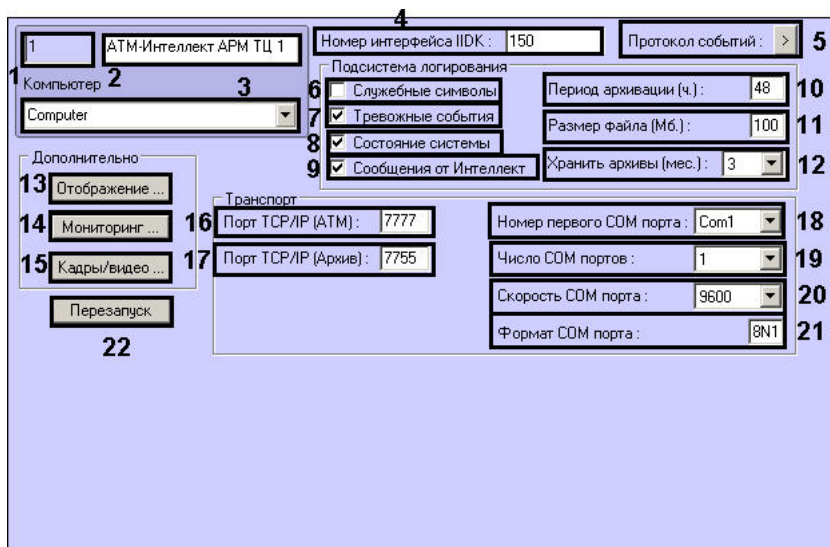 4
1 АТМ-Интеллект АРМ ТЦ 1 Номер интерфейса IIDK : 150 Протокол событий : > 5
1 Компьютер 2 3
Computer
Подсистема логирования
6 Служебные символы Период архивации (ч.) : 48 10
7 Тревожные события Размер файла (Мб.) : 100 11
8 Состояние системы
9 Сообщения от Интеллект Хранить архивы (мес.) : 3 12
Дополнительно
13 Отображение ...
14 Мониторинг ...
15 Кадры/видео ...
Транспорт
16 Порт TCP/IP (АТМ) : 7777 Номер первого COM порта : Com1 18
17 Порт TCP/IP (Архив) : 7755 Число COM портов : 1 19
Скорость COM порта : 9600 20
Формат COM порта : 8N1 21
Перезапуск
22